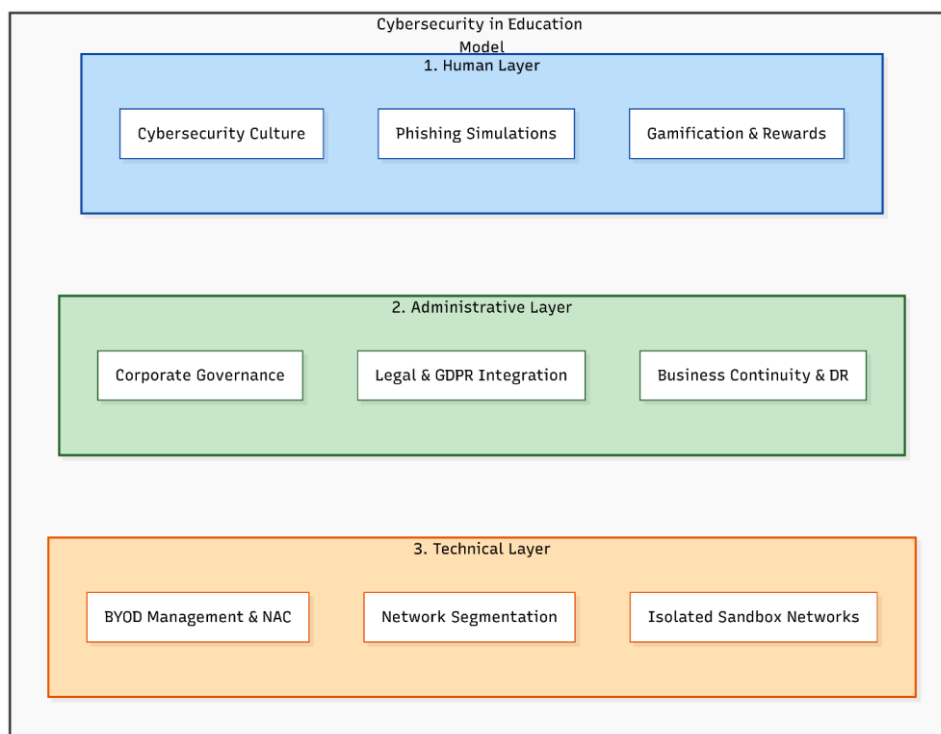 Cybersecurity in Education
Model
1. Human Layer
Cybersecurity Culture
Phishing Simulations
Gamification & Rewards
2. Administrative Layer
Corporate Governance
Legal & GDPR Integration
Business Continuity & DR
3. Technical Layer
BYOD Management & NAC
Network Segmentation
Isolated Sandbox Networks